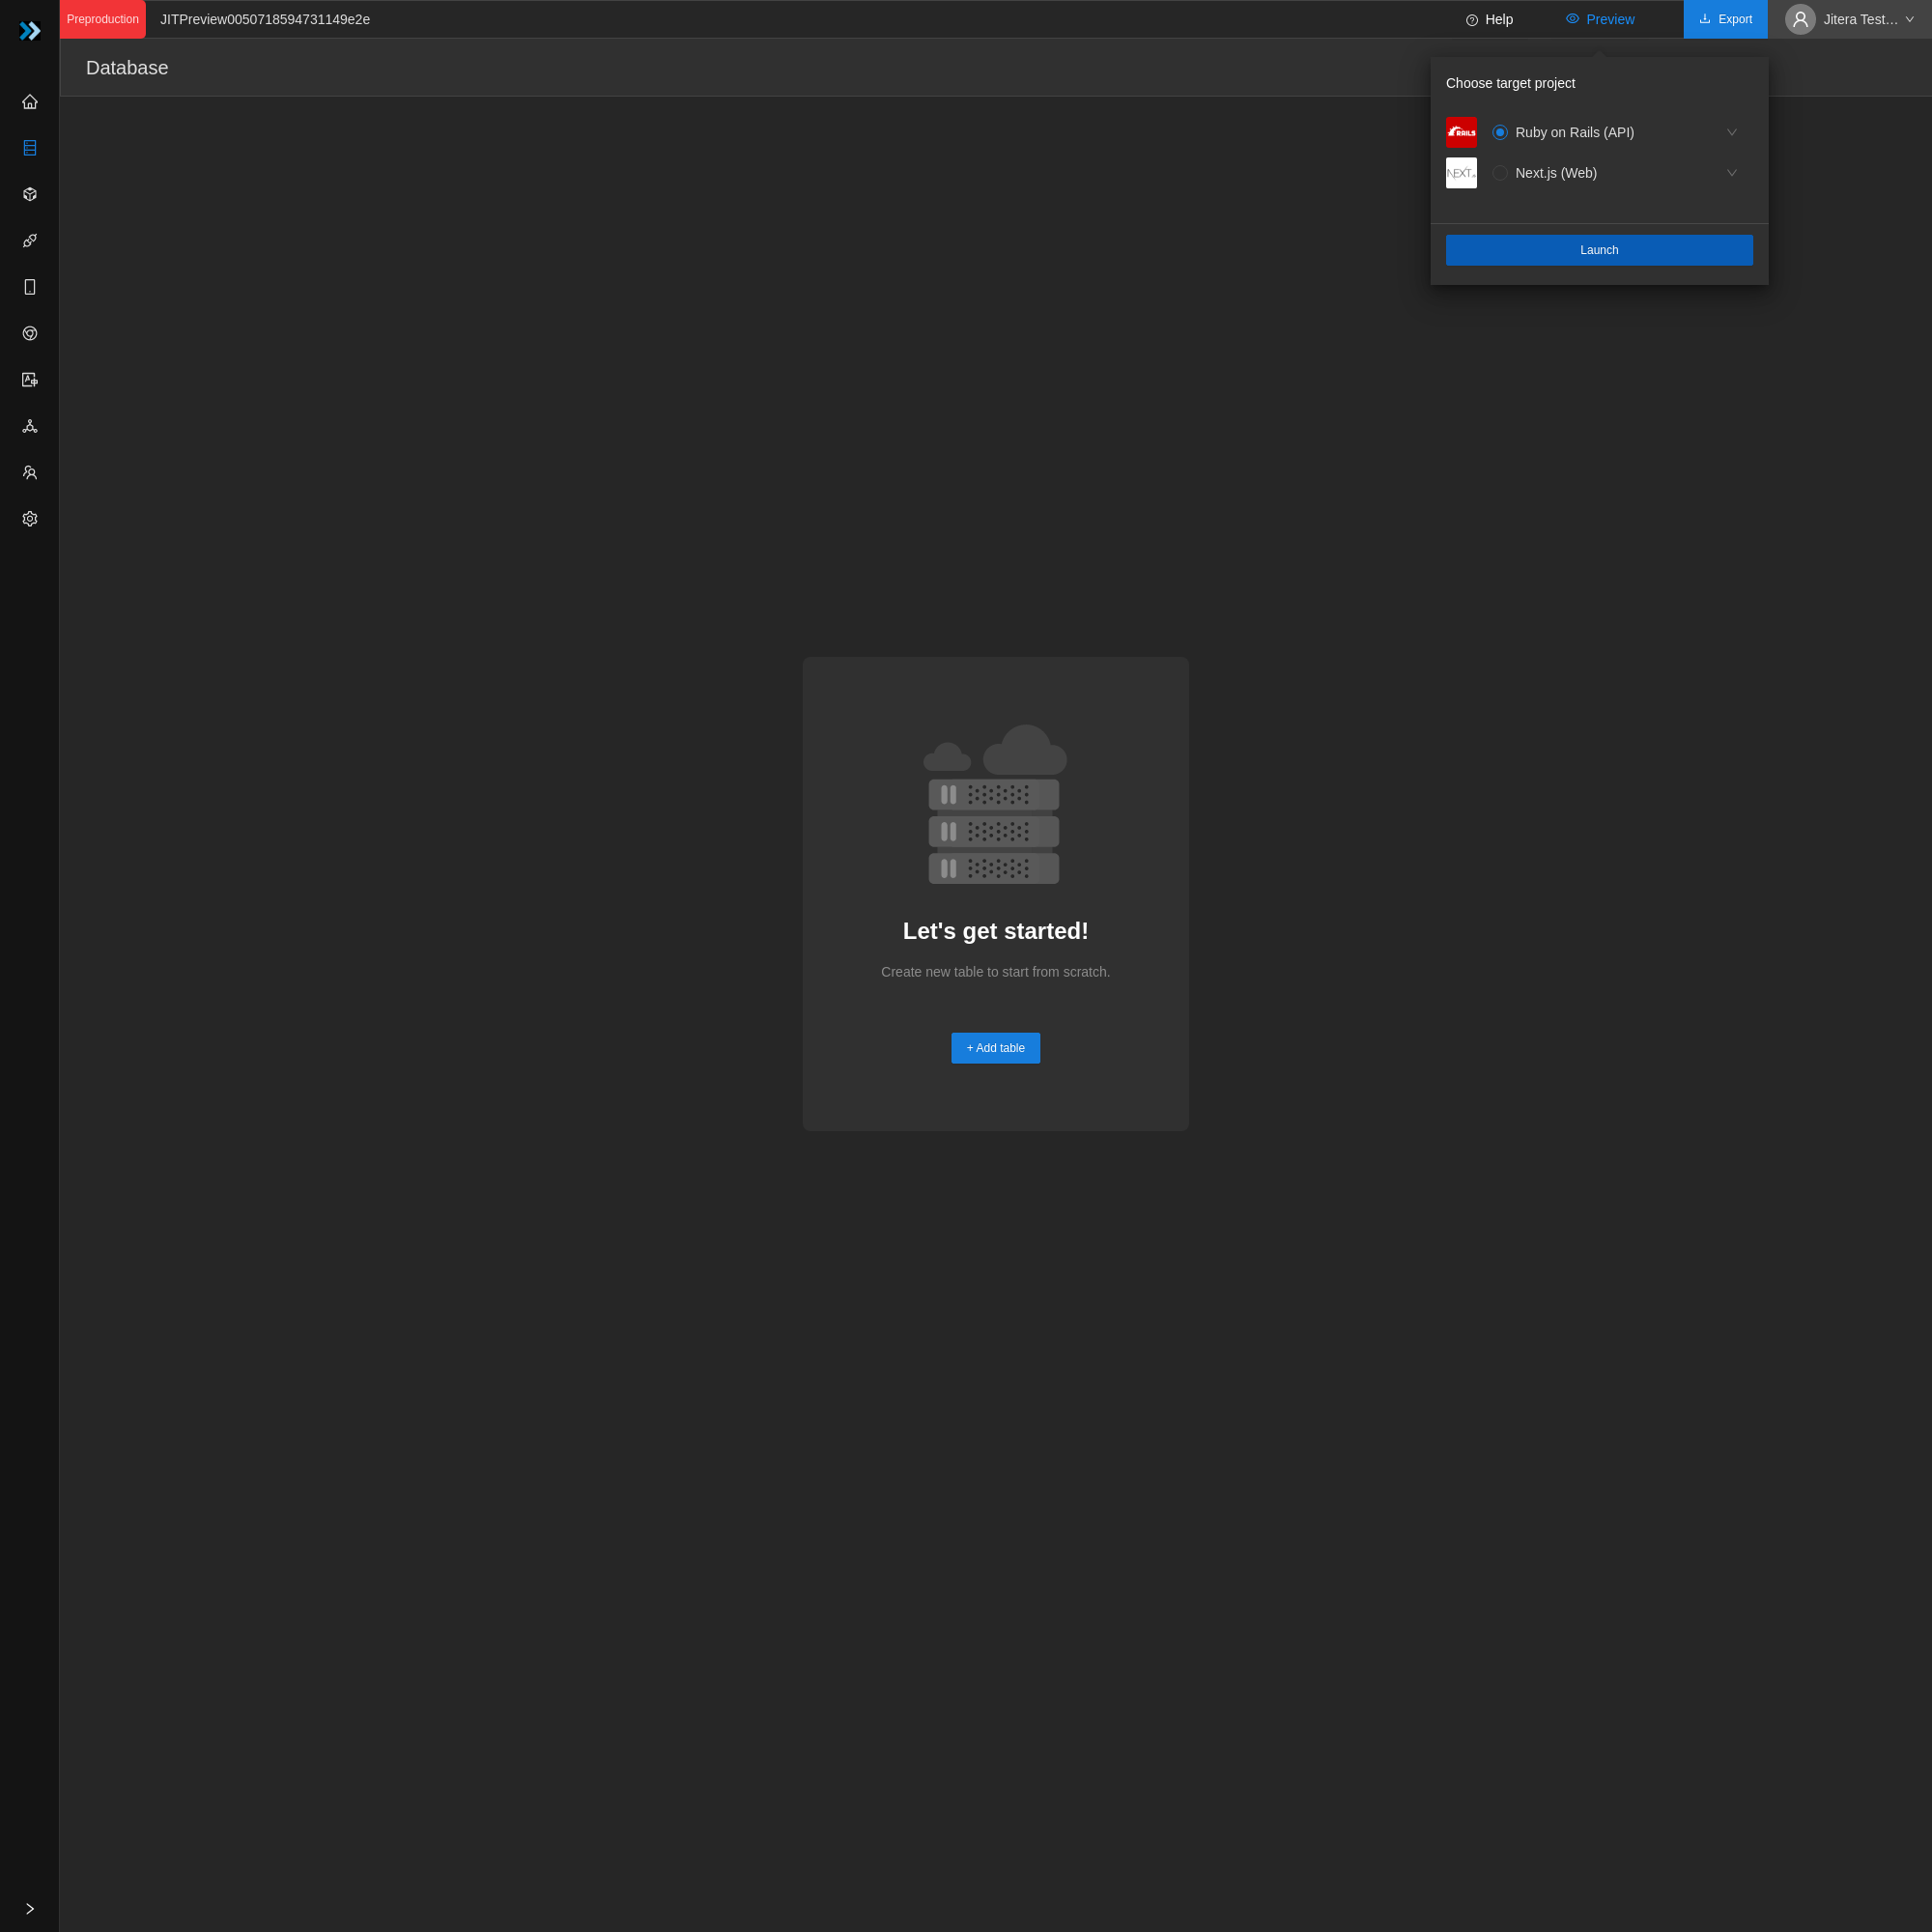 Preproduction
JITPreview0050718594731149e2e
Help
Preview
Export
Jitera Test…
Database
Choose target project
RAILS
Ruby on Rails (API)
NEXT.JS
Next.js (Web)
Launch
Let's get started!
Create new table to start from scratch.
+ Add table